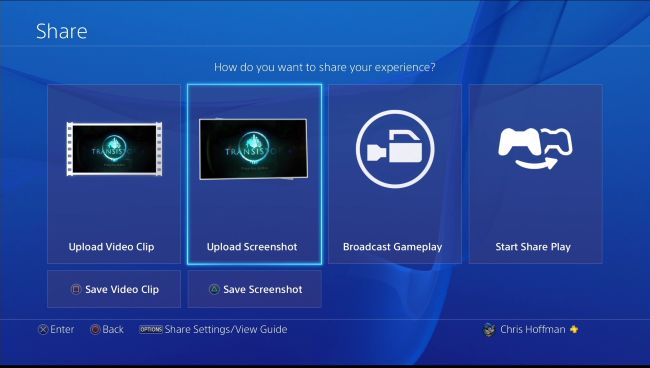 Share
How do you want to share your experience?
TRANSISTOR
TRANSISTOR
Upload Video Clip
Upload Screenshot
Broadcast Gameplay
Start Share Play
Save Video Clip
Save Screenshot
Enter
Back
OPTIONS Share Settings/View Guide
Chris Hoffman